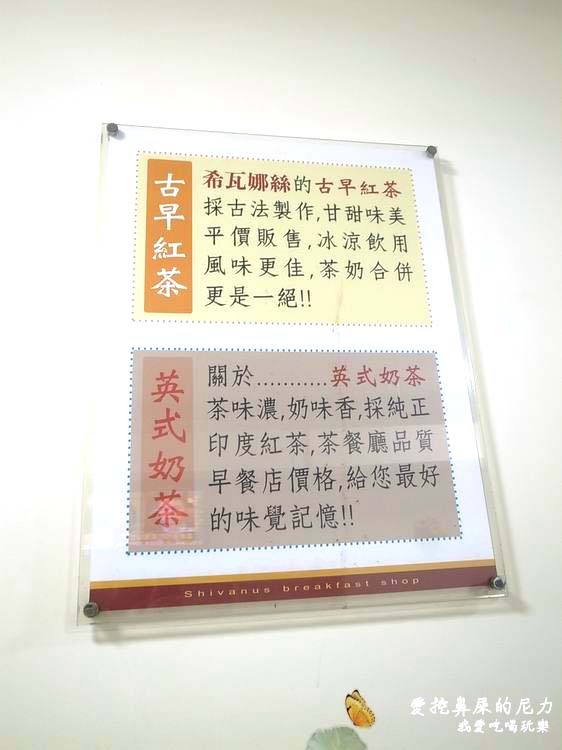 古早紅茶
希瓦娜絲的古早紅茶
採古法製作,甘甜味美
平價販售,冰涼飲用
風味更佳,茶奶合併
更是一絕!!
英式奶茶
關於...........英式奶茶
茶味濃,奶味香,採純正
印度紅茶,茶餐廳品質
早餐店價格,給您最好
的味覺記憶!!
Shivanus breakfast shop
愛挖鼻屎的尼力
我愛吃喝玩樂